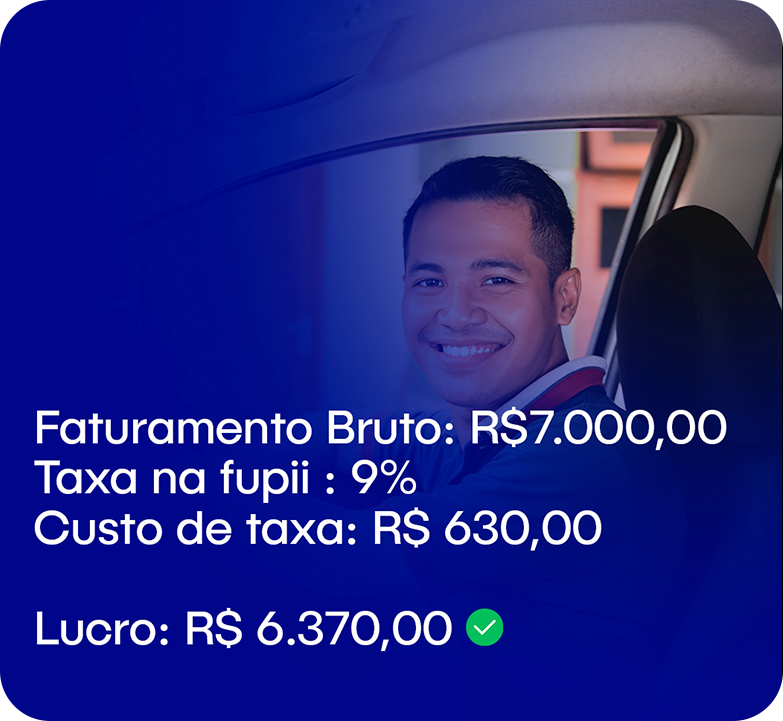 Faturamento Bruto: R$7.000,00
Taxa na fupii : 9%
Custo de taxa: R$ 630,00
Lucro: R$ 6.370,00